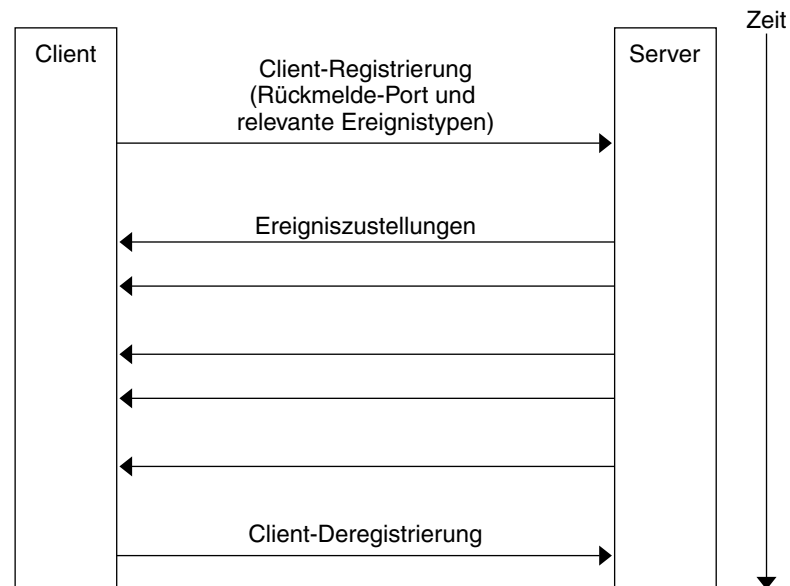 Zeit
Client
Server
Client-Registrierung
(Rückmelde-Port und
relevante Ereignistypen)
Ereigniszustellungen
Client-Deregistrierung